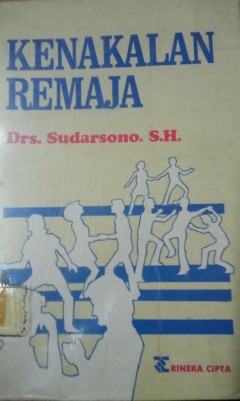 KENAKALAN
REMAJA
Drs. Sudarsono. S.H.
RINEKA CIPTA